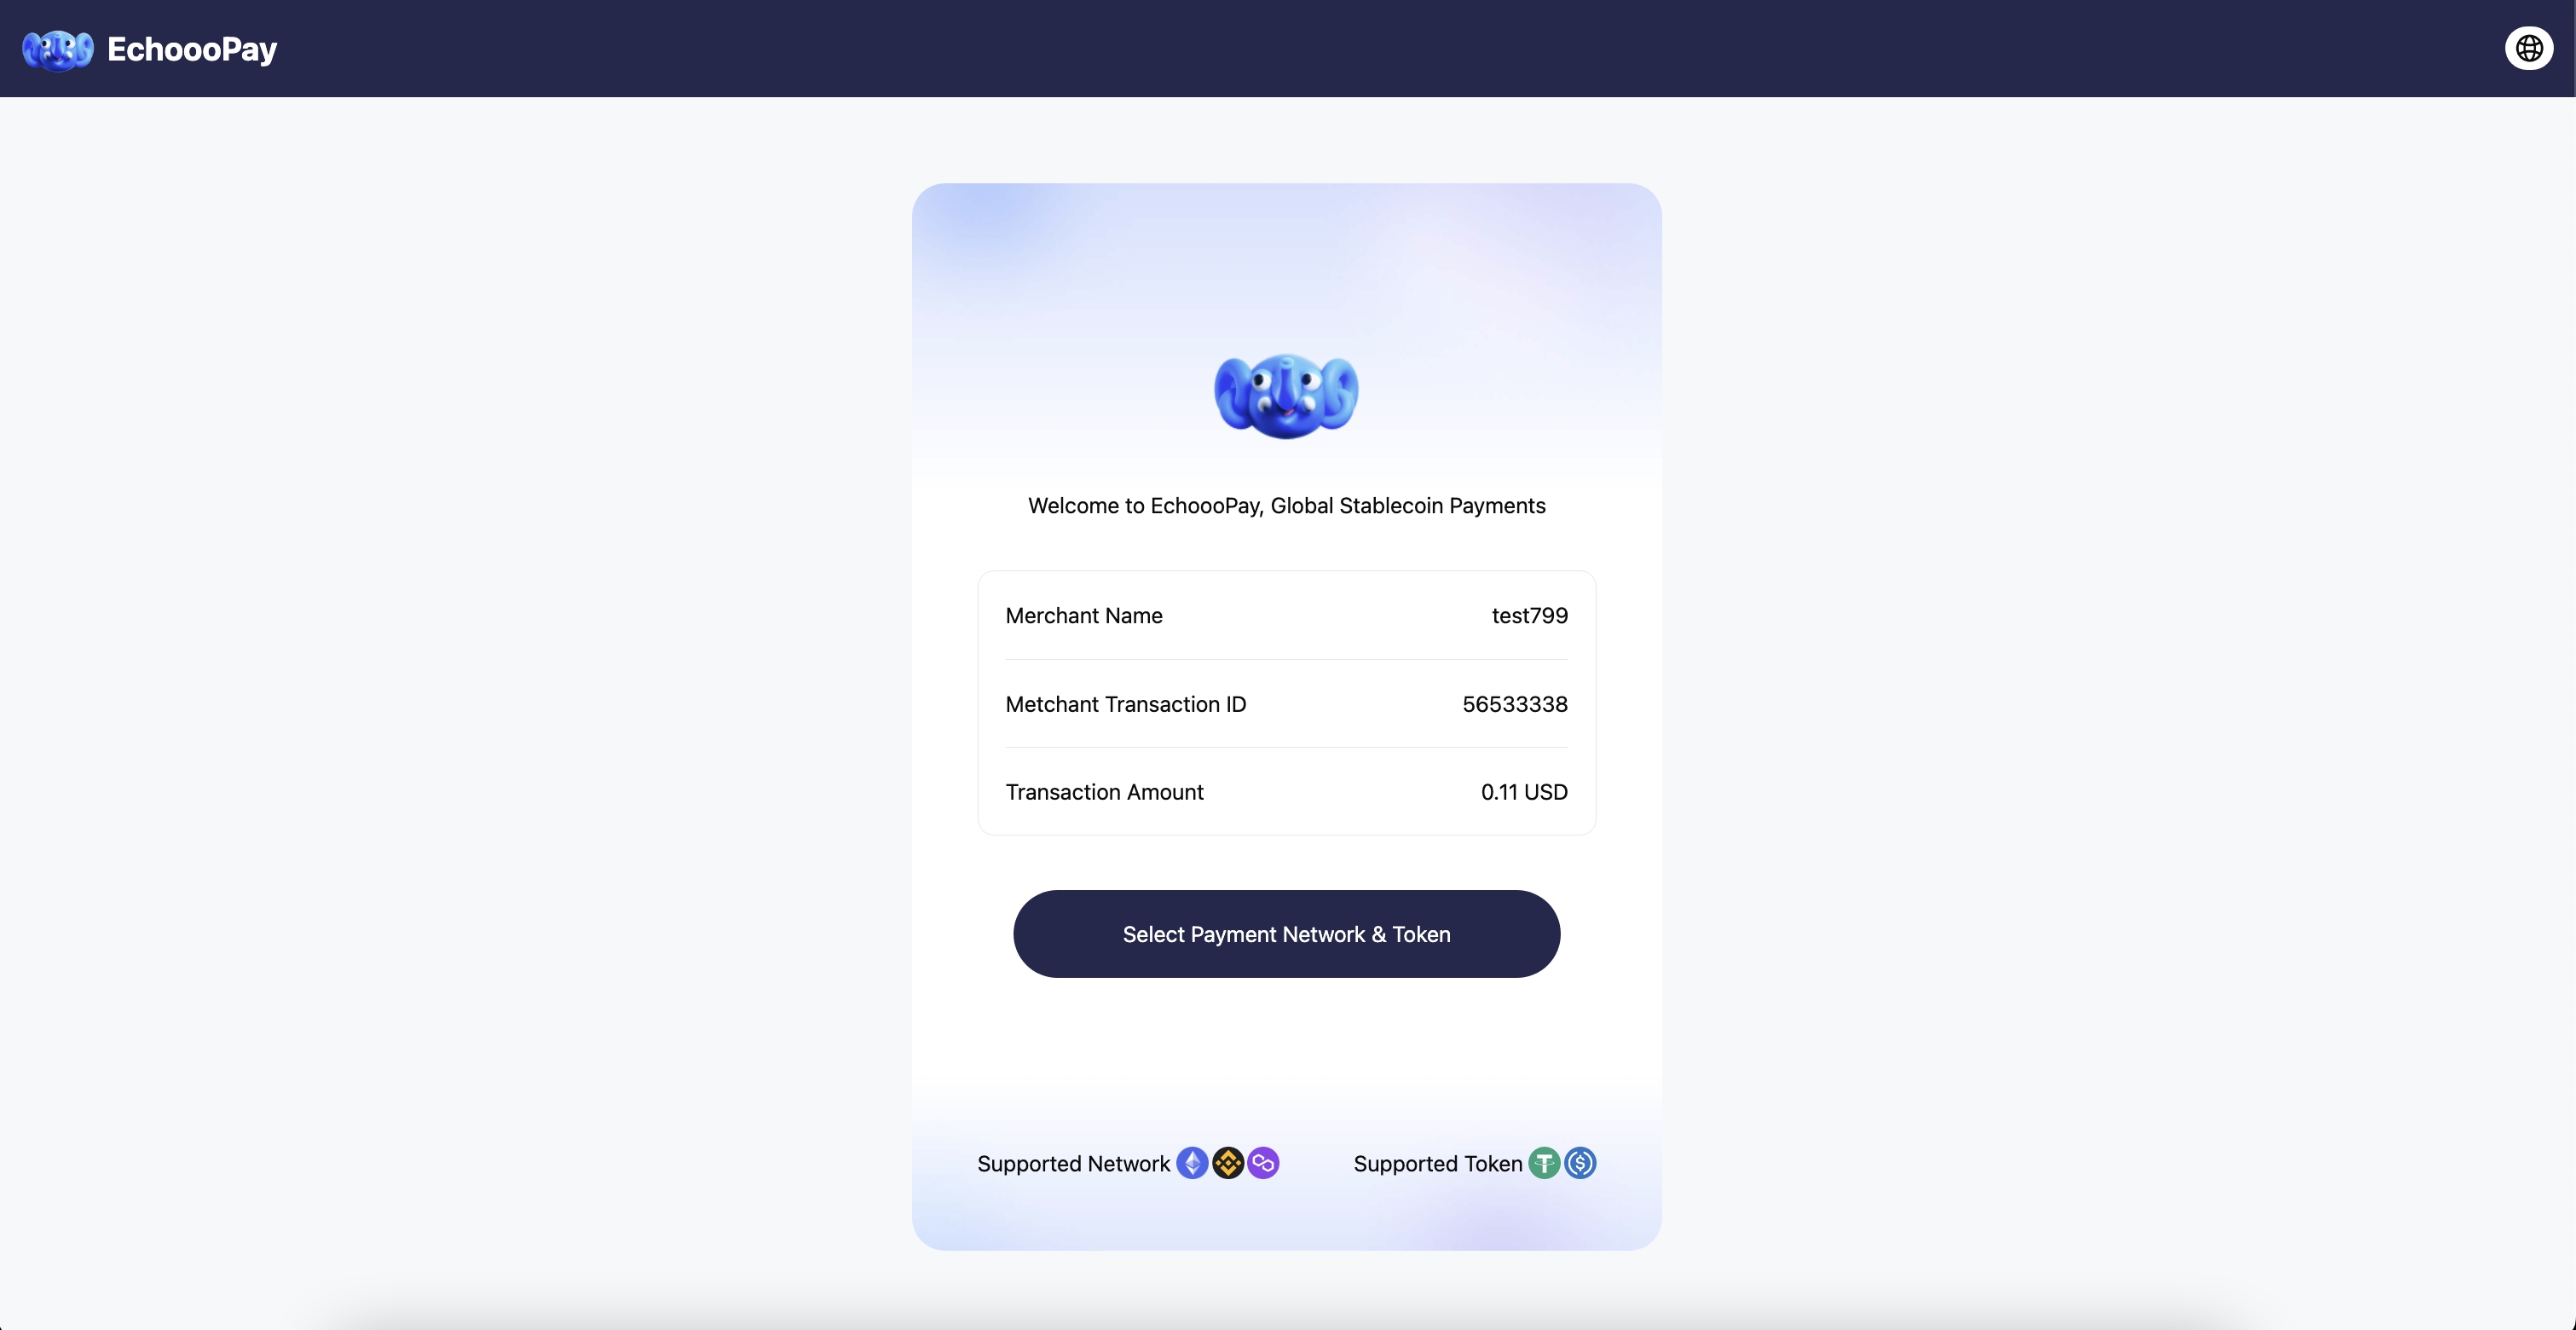 EchoooPay
Welcome to EchoooPay, Global Stablecoin Payments
Merchant Name test799
Metchant Transaction ID 56533338
Transaction Amount 0.11 USD
Select Payment Network & Token
Supported Network Supported Token